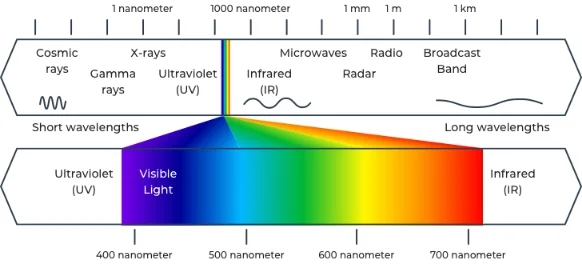 1 nanometer 1000 nanometer 1 mm 1 m 1 km
Cosmic rays X-rays Microwaves Radio Broadcast Band
Gamma rays Ultraviolet (UV) Infrared (IR) Radar
Short wavelengths Long wavelengths
Ultraviolet (UV) Visible Light Infrared (IR)
400 nanometer 500 nanometer 600 nanometer 700 nanometer